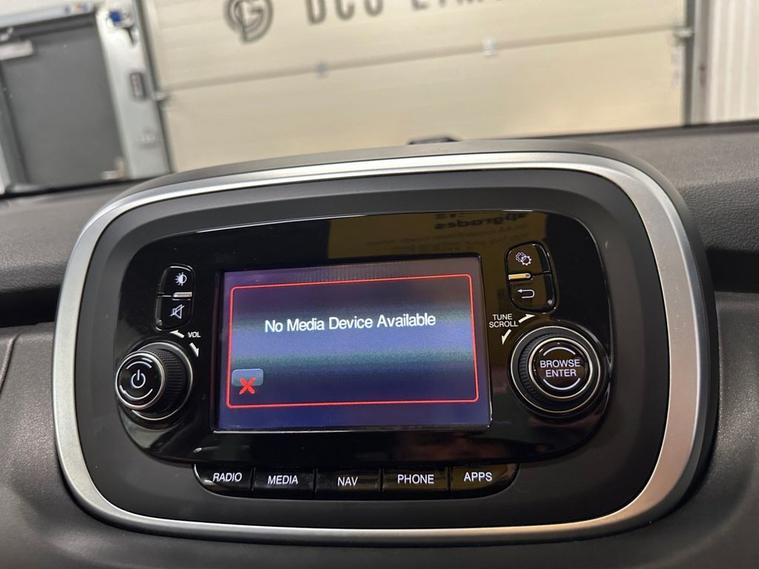 No Media Device Available
VOL
TUNE
SCROLL
BROWSE
ENTER
RADIO
MEDIA
NAV
PHONE
APPS